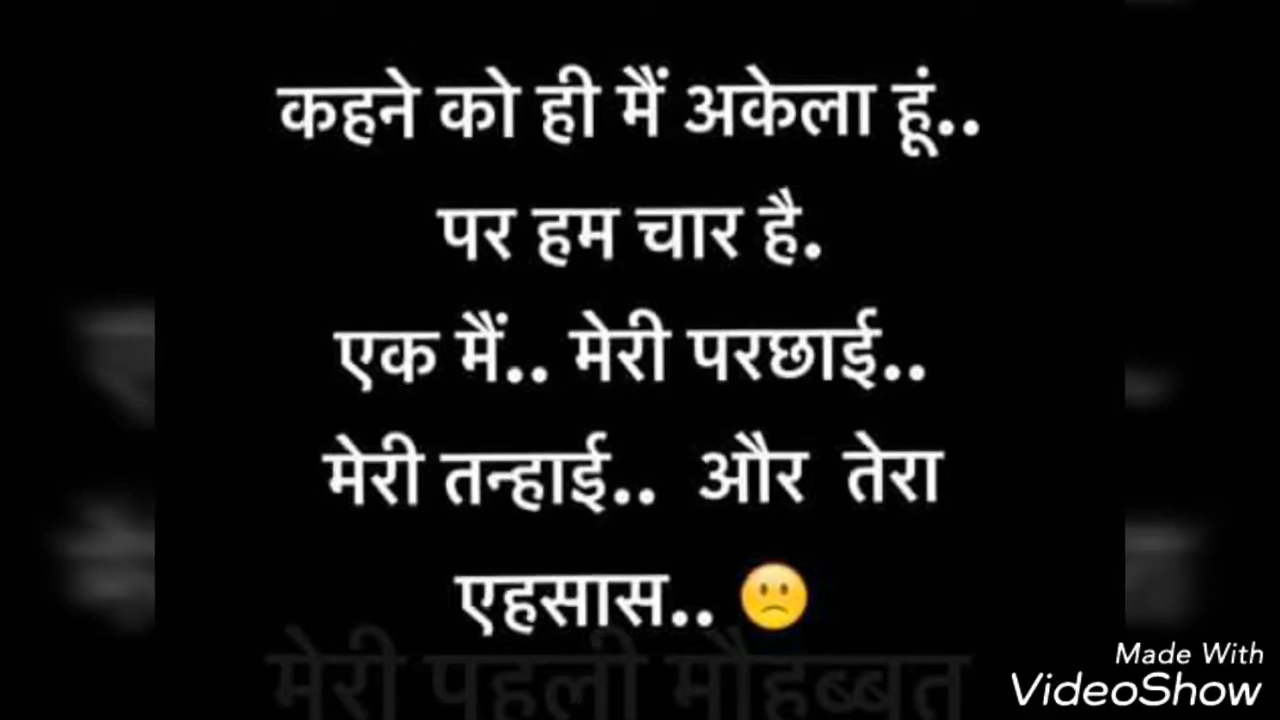 कहने को ही मैं अकेला हूं..
पर हम चार है.
एक मैं.. मेरी परछाई..
मेरी तन्हाई.. और तेरा
एहसास.. 🙁
मेरी पहली मौहब्बत
Made With
VideoShow